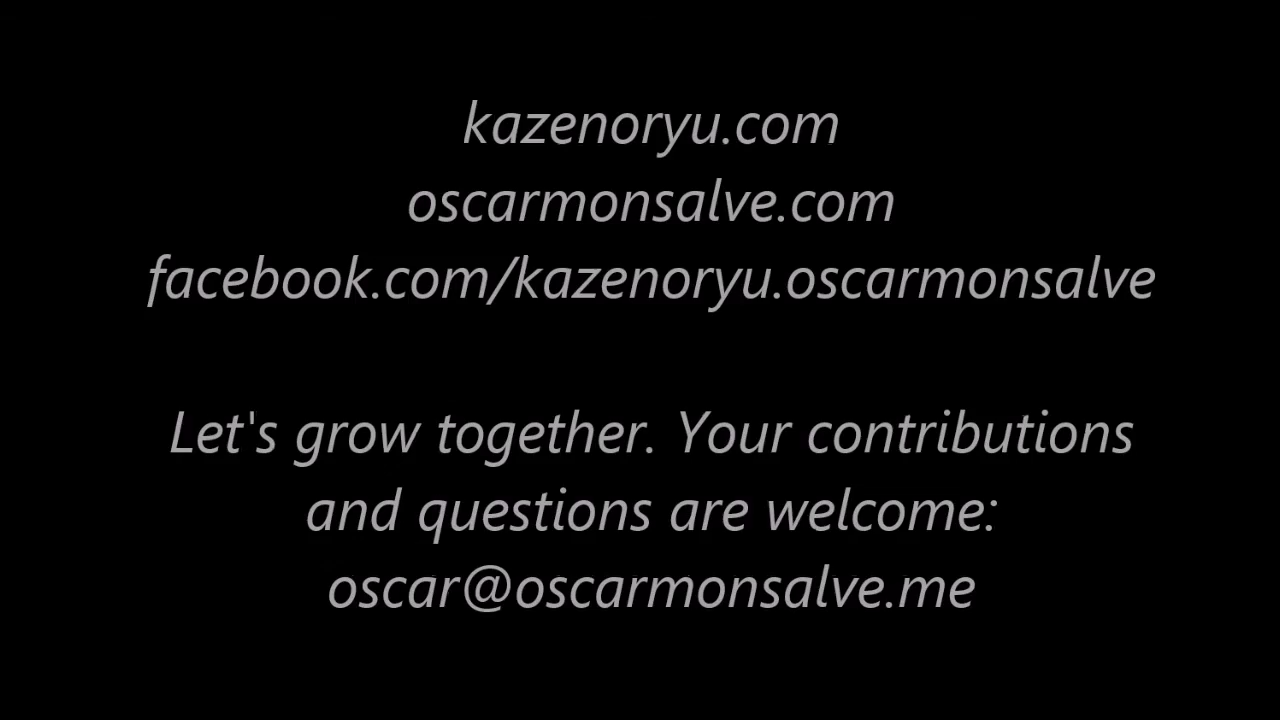 kazenoryu.com
oscarmonsalve.com
facebook.com/kazenoryu.oscarmonsalve
Let's grow together. Your contributions
and questions are welcome:
oscar@oscarmonsalve.me